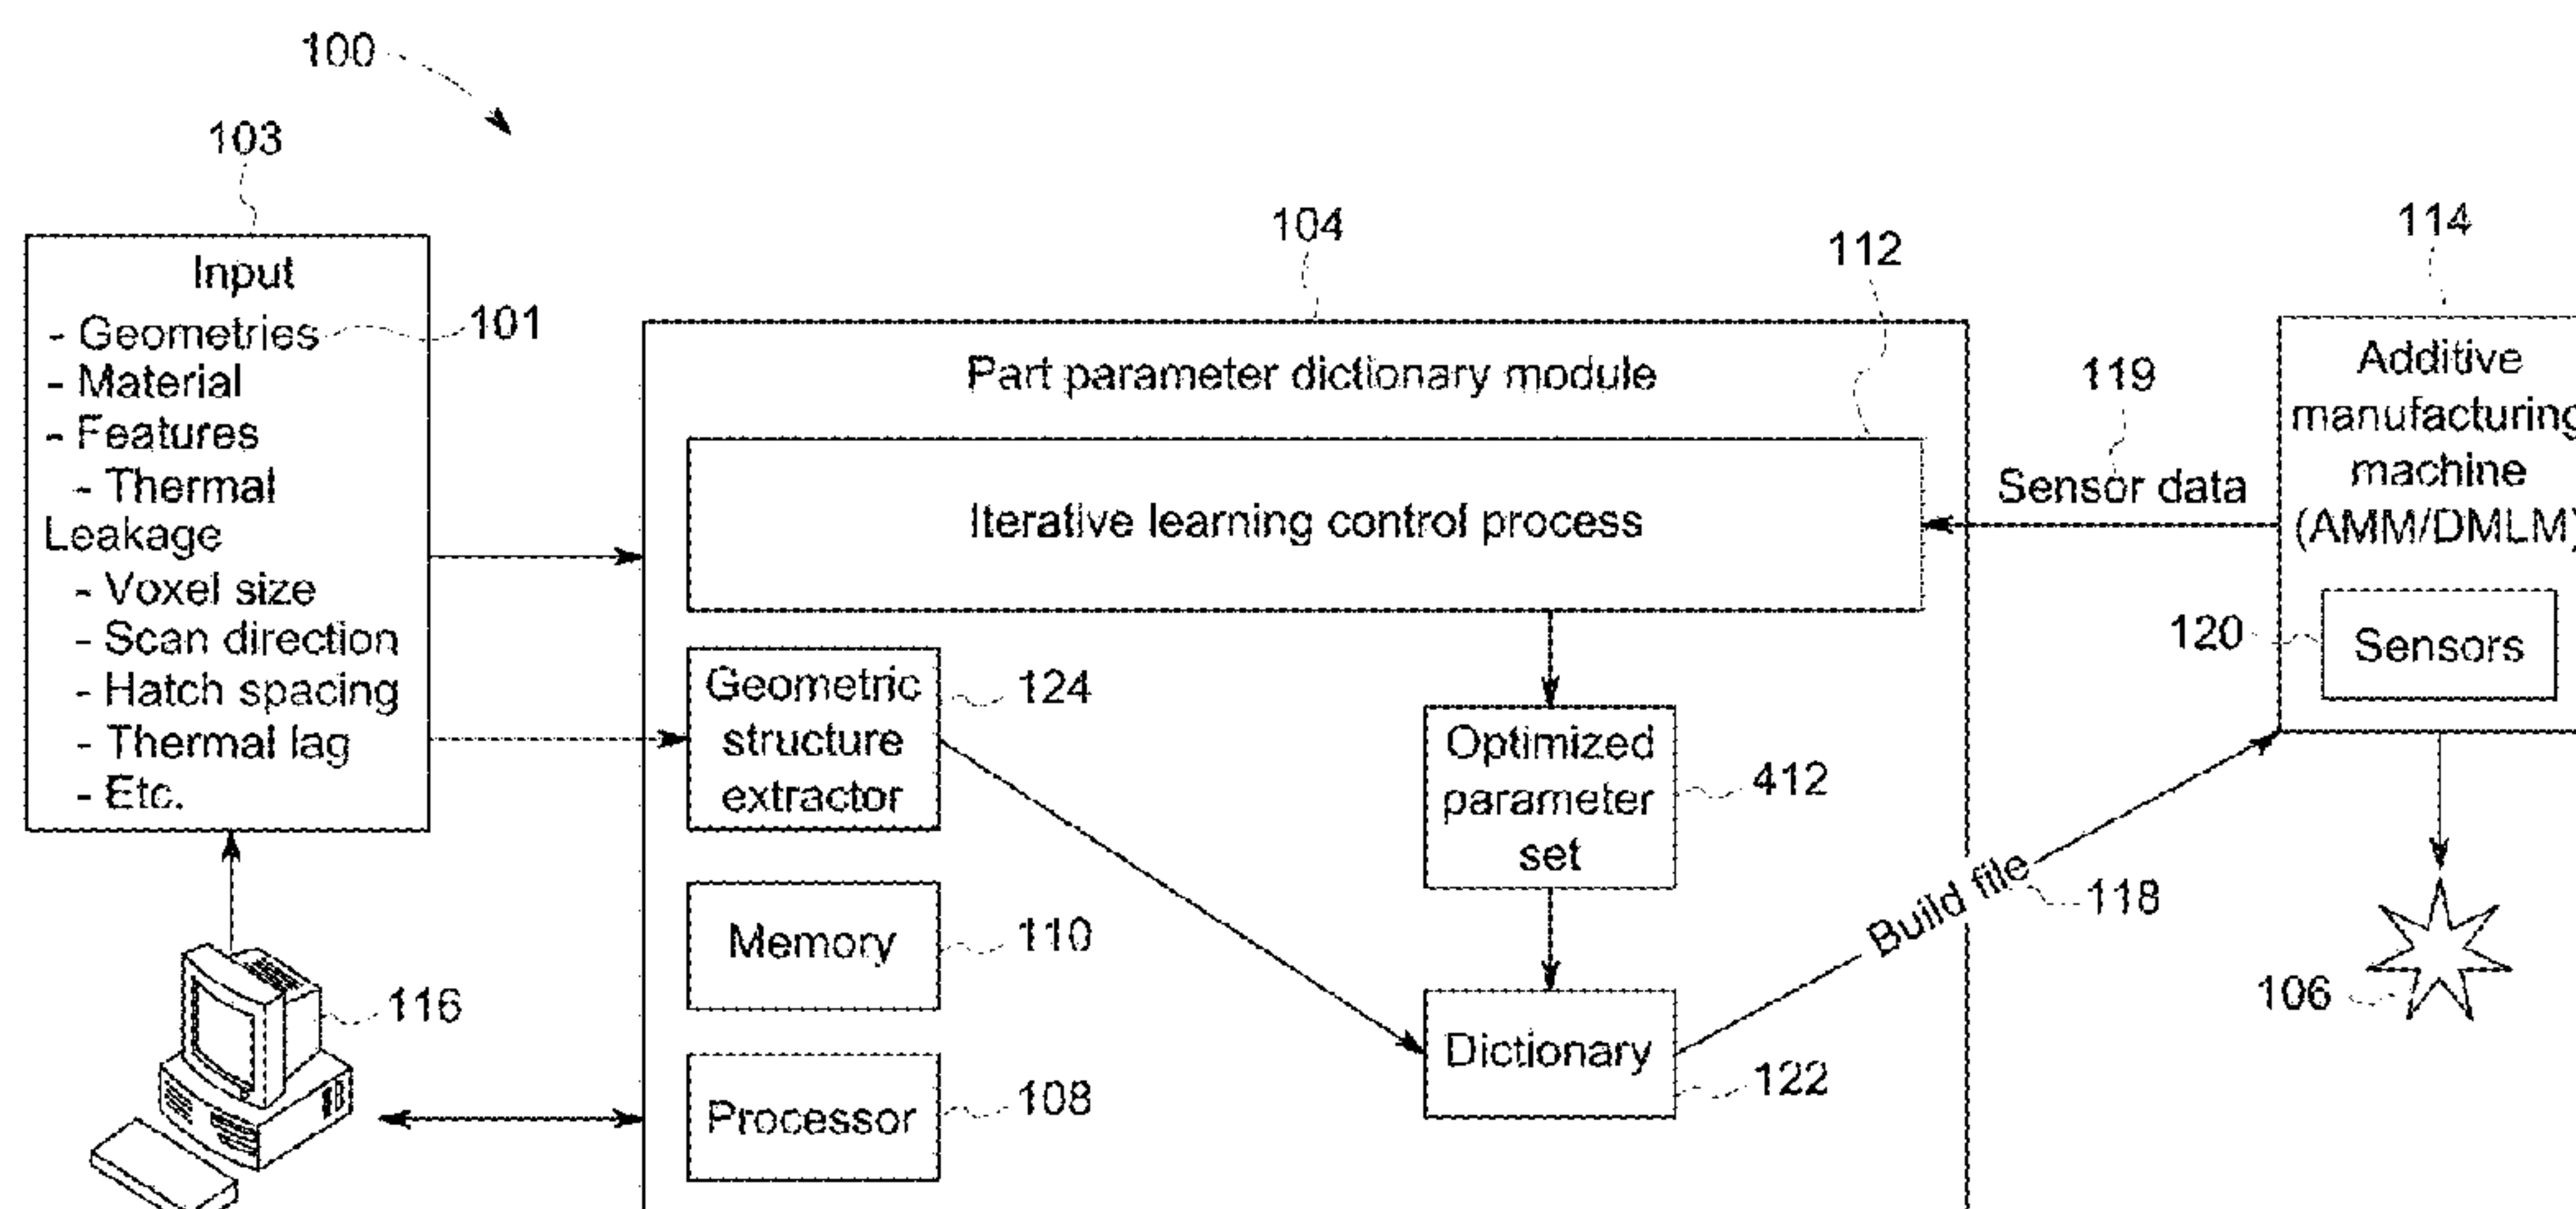 100
103
Input
- Geometries
101
- Material
- Features
- Thermal
Leakage
- Voxel size
- Scan direction
- Hatch spacing
- Thermal lag
- Etc.
116
104
112
Part parameter dictionary module
Iterative learning control process
Geometric
structure
extractor
124
Memory
110
Processor
108
Optimized
parameter
set
412
Dictionary
122
Build file
118
119
Sensor data
114
Additive
manufacturing
machine
(AMM/DMLM)
120
Sensors
106